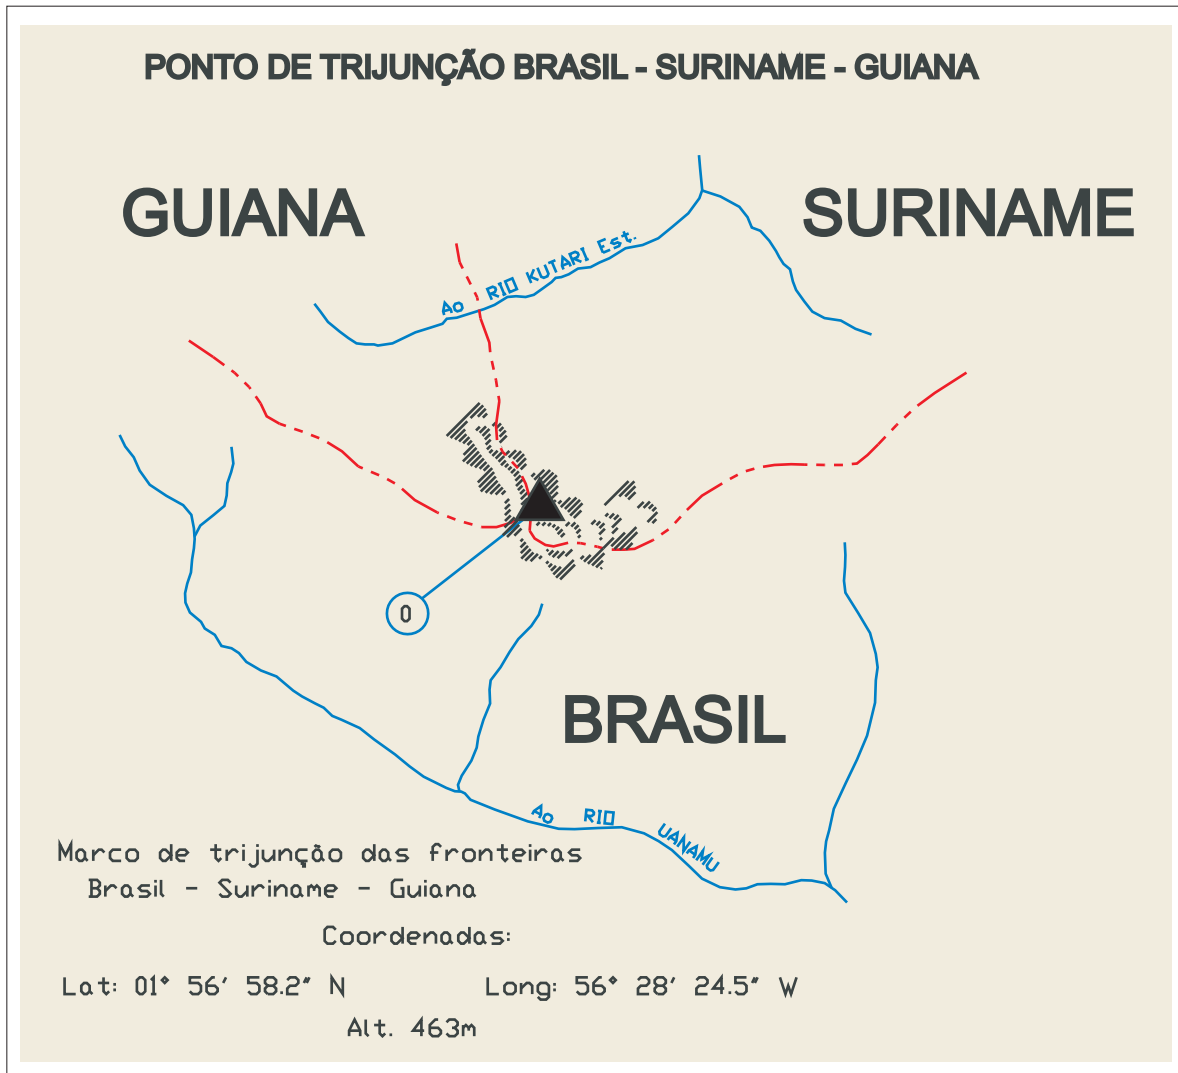 PONTO DE TRIJUNÇÃO BRASIL - SURINAME - GUIANA
GUIANA
SURINAME
Ao RIO KUTARI Est.
0
BRASIL
Ao RIO UANAMU
Marco de trijunção das fronteiras
Brasil - Suriname - Guiana
Coordenadas:
Lat: 01° 56' 58.2" N Long: 56° 28' 24.5" W
Alt. 463m